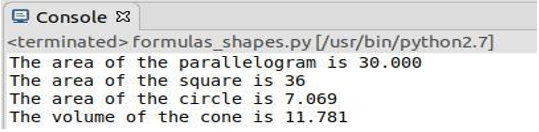 Console
<terminated> formulas_shapes.py [/usr/bin/python2.7]
The area of the parallelogram is 30.000
The area of the square is 36
The area of the circle is 7.069
The volume of the cone is 11.781